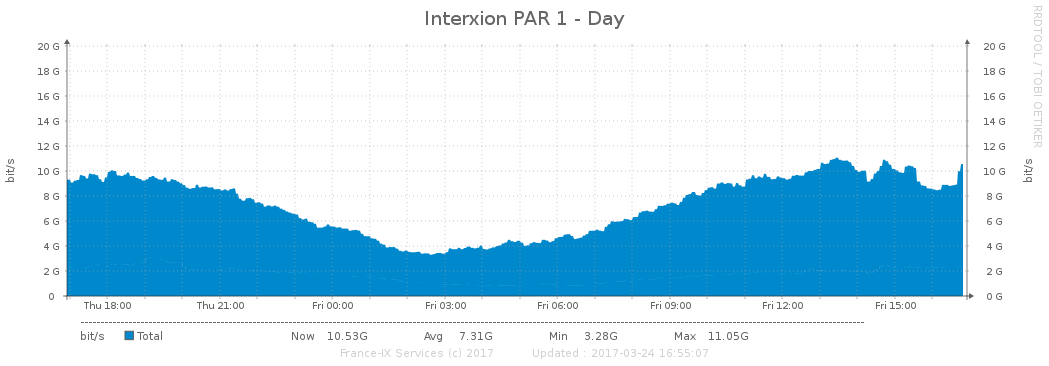 Interxion PAR 1 - Day
RRDTOOL / TOBI OETIKER
bit/s
bit/s
20 G 20 G
18 G 18 G
16 G 16 G
14 G 14 G
12 G 12 G
10 G 10 G
8 G 8 G
6 G 6 G
4 G 4 G
2 G 2 G
0 0 G
Thu 18:00 Thu 21:00 Fri 00:00 Fri 03:00 Fri 06:00 Fri 09:00 Fri 12:00 Fri 15:00
bit/s Total Now 10.53G Avg 7.31G Min 3.28G Max 11.05G
France-IX Services (c) 2017 Updated : 2017-03-24 16:55:07